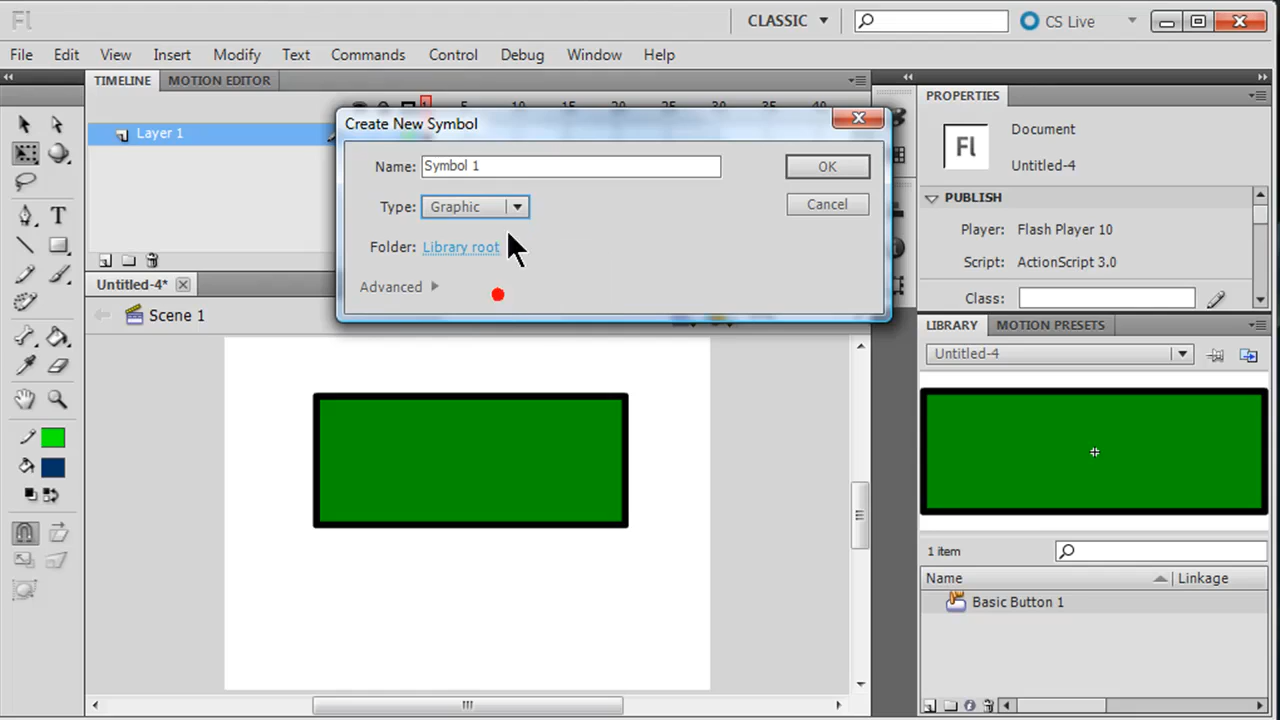 Fl
CLASSIC
CS Live
File Edit View Insert Modify Text Commands Control Debug Window Help
TIMELINE MOTION EDITOR
1 5 10 15 20 25 30 35 40
Layer 1
Create New Symbol
Name: Symbol 1
OK
Type: Graphic
Cancel
Folder: Library root
Advanced
Untitled-4*
Scene 1
PROPERTIES
Fl
Document
Untitled-4
PUBLISH
Player: Flash Player 10
Script: ActionScript 3.0
Class:
LIBRARY MOTION PRESETS
Untitled-4
1 item
Name Linkage
Basic Button 1